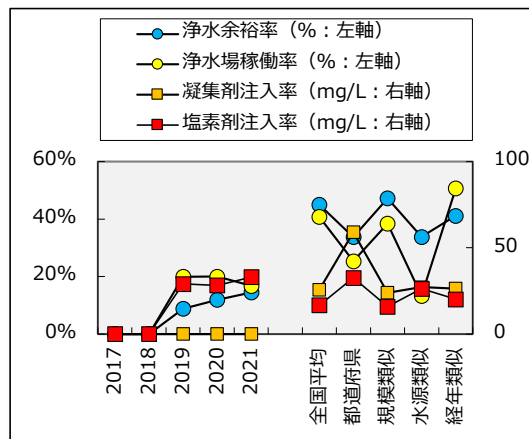 浄水余裕率（%：左軸）
浄水場稼働率（%：左軸）
凝集剤注入率（mg/L：右軸）
塩素剤注入率（mg/L：右軸）
60%
40%
20%
0%
100
50
0
2017
2018
2019
2020
2021
全国平均
都道府県
規模類似
水源類似
経年類似